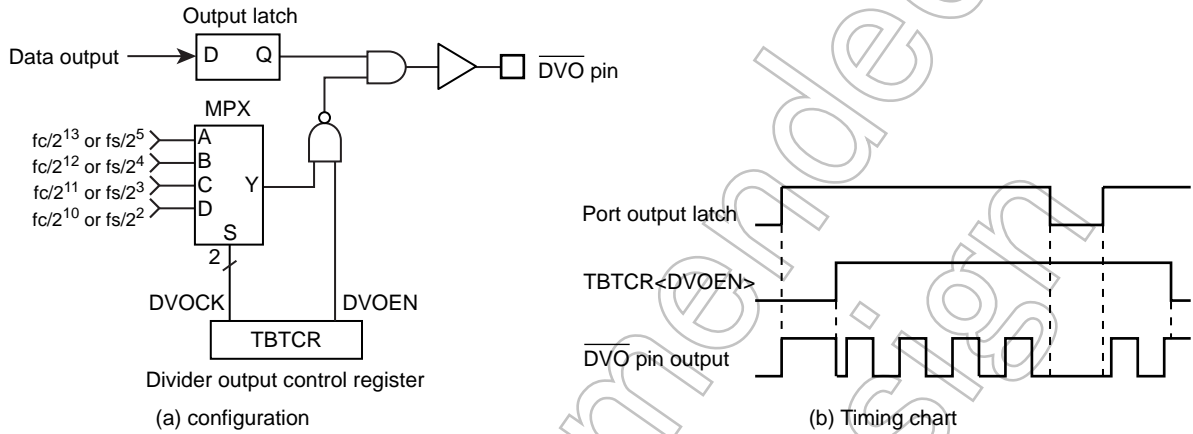 Output latch
Data output
D Q
DVO pin
MPX
fc/2^13 or fs/2^5
A
fc/2^12 or fs/2^4
B
fc/2^11 or fs/2^3
C
Y
fc/2^10 or fs/2^2
D
S
2
DVOCK
DVOEN
TBTCR
Divider output control register
(a) configuration
Port output latch
TBTCR<DVOEN>
DVO pin output
(b) Timing chart